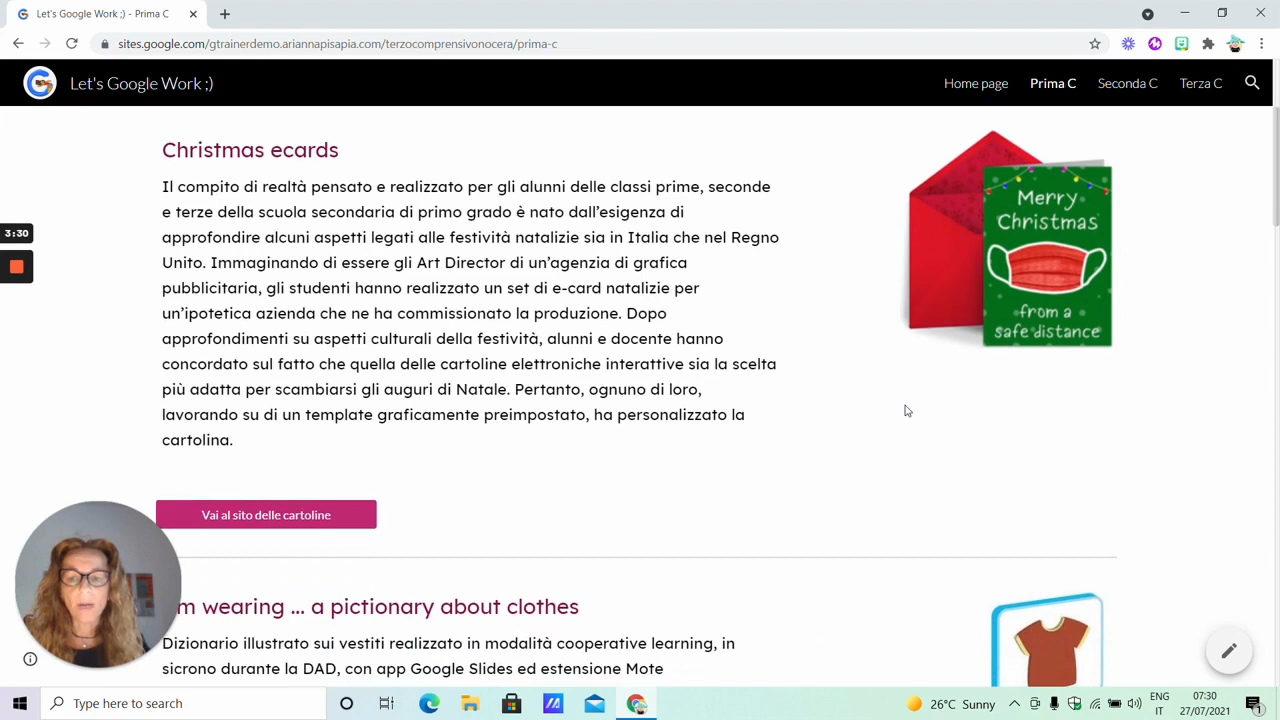 Let's Google Work ;) - Prima C
sites.google.com/gtrainerdemo.ariannapisapia.com/terzocomprensivonocera/prima-c
Let's Google Work ;)
Home page
Prima C
Seconda C
Terza C
Christmas ecards
Il compito di realtà pensato e realizzato per gli alunni delle classi prime, seconde
e terze della scuola secondaria di primo grado è nato dall'esigenza di
approfondire alcuni aspetti legati alle festività natalizie sia in Italia che nel Regno
Unito. Immaginando di essere gli Art Director di un'agenzia di grafica
pubblicitaria, gli studenti hanno realizzato un set di e-card natalizie per
un'ipotetica azienda che ne ha commissionato la produzione. Dopo
approfondimenti su aspetti culturali della festività, alunni e docente hanno
concordato sul fatto che quella delle cartoline elettroniche interattive sia la scelta
più adatta per scambiarsi gli auguri di Natale. Pertanto, ognuno di loro,
lavorando su di un template graficamente preimpostato, ha personalizzato la
cartolina.
Merry
Christmas
from a
safe distance
3:30
Vai al sito delle cartoline
m wearing ... a pictionary about clothes
Dizionario illustrato sui vestiti realizzato in modalità cooperative learning, in
sicrono durante la DAD, con app Google Slides ed estensione Mote
Type here to search
26°C Sunny
ENG
IT
07:30
27/07/2021
1